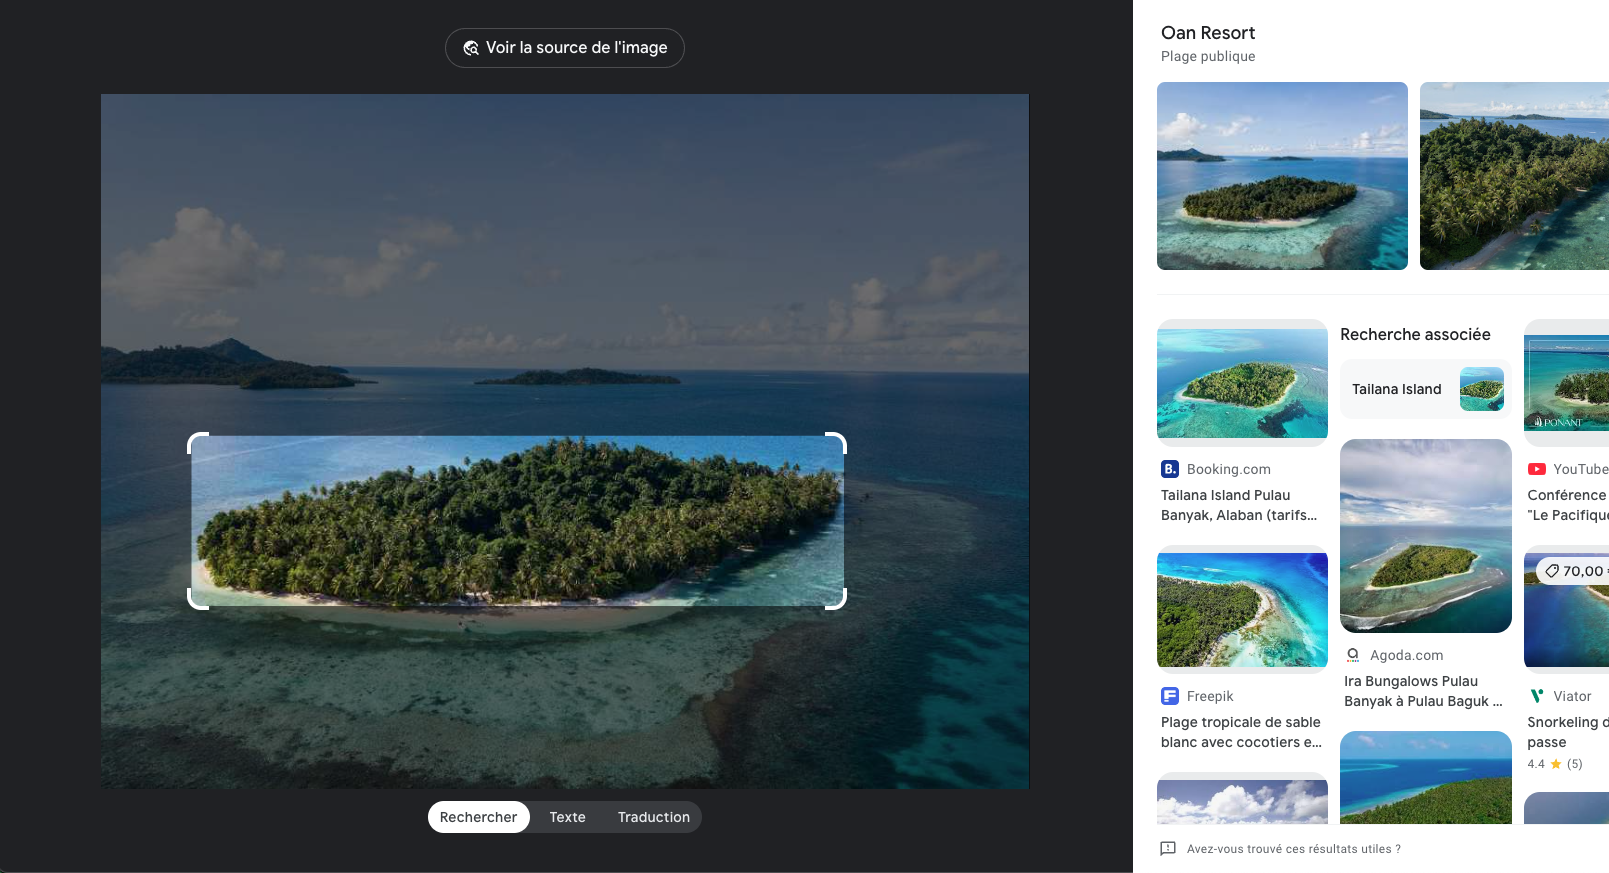 Voir la source de l'image
Rechercher
Texte
Traduction
Oan Resort
Plage publique
Booking.com
Tailana Island Pulau
Banyak, Alaban (tarifs...
Freepik
Plage tropicale de sable
blanc avec cocotiers e...
Recherche associée
Tailana Island
Agoda.com
Ira Bungalows Pulau
Banyak à Pulau Baguk ...
PONANT
YouTube
Conférence
"Le Pacifique
70,00
Viator
Snorkeling d
passe
4.4 ★ (5)
Avez-vous trouvé ces résultats utiles ?